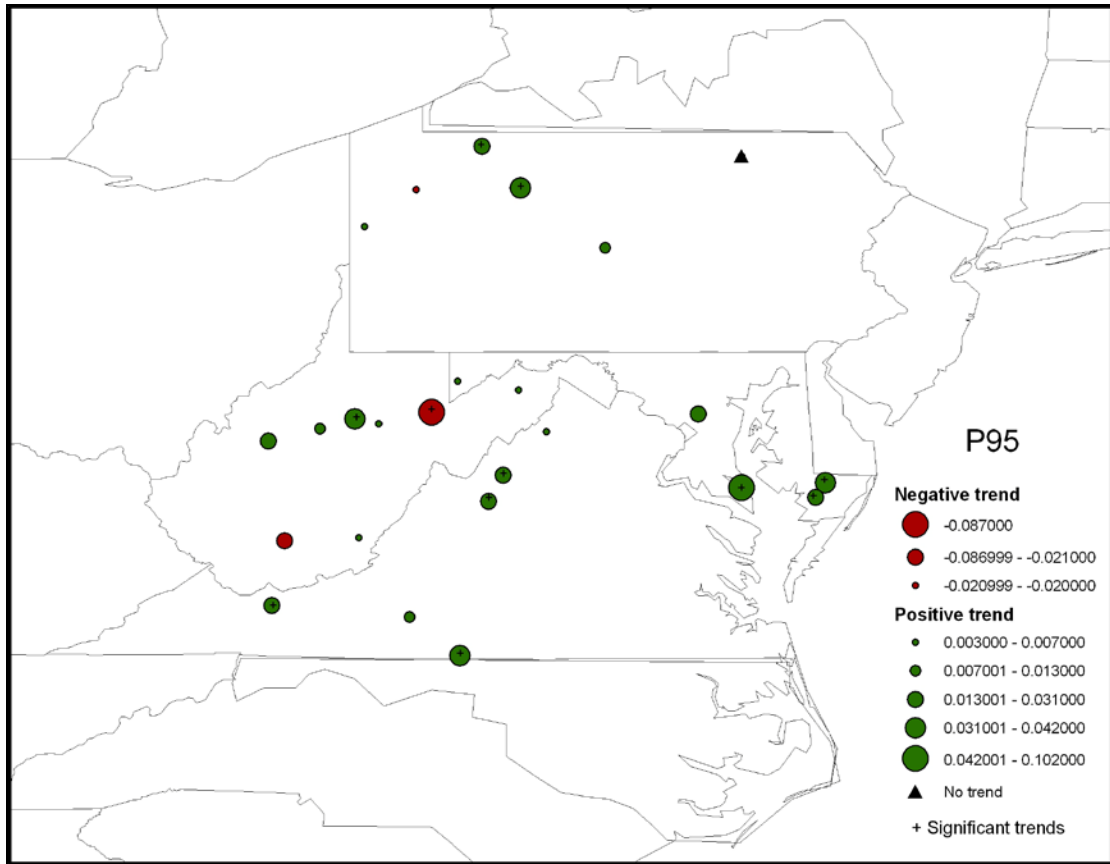 P95
Negative trend
-0.087000
-0.086999 - -0.021000
-0.020999 - -0.020000
Positive trend
0.003000 - 0.007000
0.007001 - 0.013000
0.013001 - 0.031000
0.031001 - 0.042000
0.042001 - 0.102000
No trend
+ Significant trends